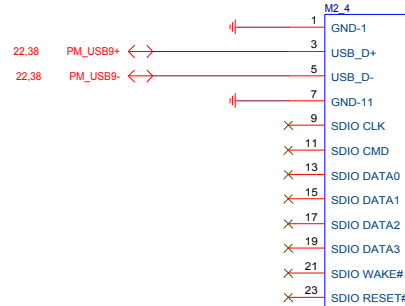 M2_4
1 GND-1
22,38 PM_USB9+ 3 USB_D+
22,38 PM_USB9- 5 USB_D-
7 GND-11
9 SDIO CLK
11 SDIO CMD
13 SDIO DATA0
15 SDIO DATA1
17 SDIO DATA2
19 SDIO DATA3
21 SDIO WAKE#
23 SDIO RESET#